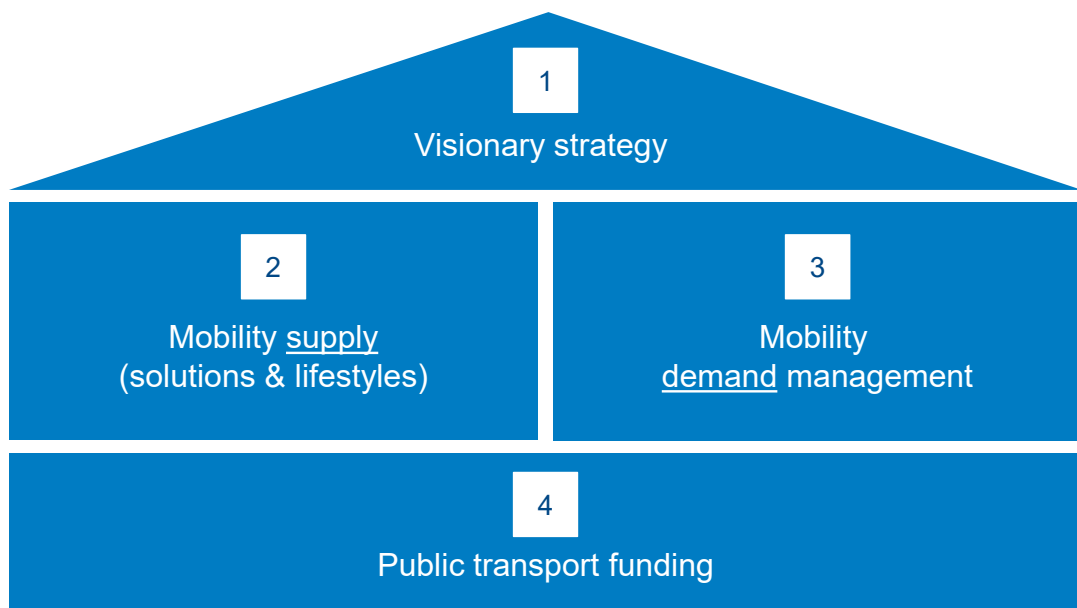 1
Visionary strategy
2
Mobility supply
(solutions & lifestyles)
3
Mobility
demand management
4
Public transport funding